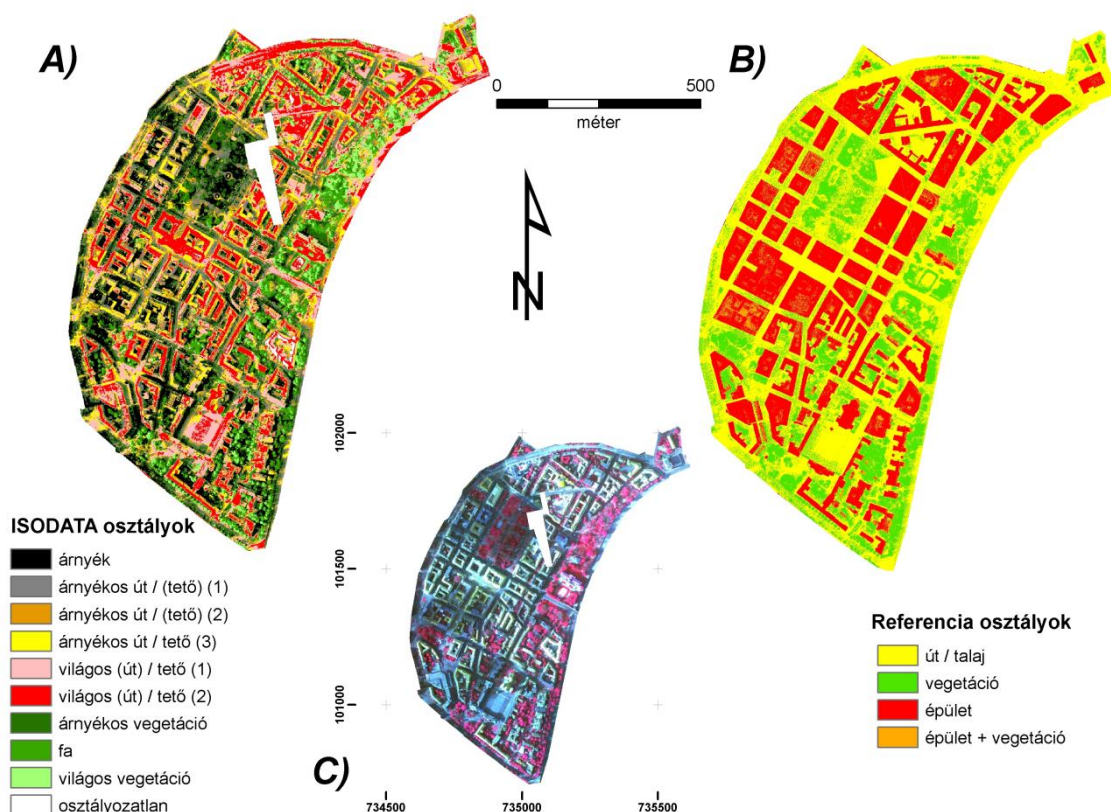 A)
B)
0
500
méter
N
102000
101500
101000
ISODATA osztályok
árnyék
árnyékos út / (tető) (1)
árnyékos út / (tető) (2)
árnyékos út / tető (3)
világos (út) / tető (1)
világos (út) / tető (2)
árnyékos vegetáció
fa
világos vegetáció
osztályozatlan
C)
734500
735000
735500
Referencia osztályok
út / talaj
vegetáció
épület
épület + vegetáció